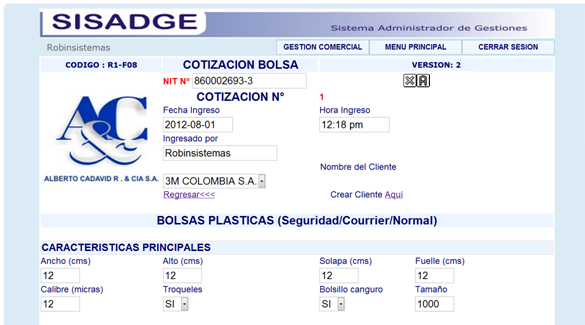 SISADGE
Sistema Administrador de Gestiones
Robinsistemas
GESTION COMERCIAL MENU PRINCIPAL CERRAR SESION
CODIGO : R1-F08 COTIZACION BOLSA VERSION: 2
NIT N° 860002693-3
COTIZACION N° 1
Fecha Ingreso Hora Ingreso
2012-08-01 12:18 pm
Ingresado por
Robinsistemas
A&C
Nombre del Cliente
ALBERTO CADAVID R . & CIA S.A. 3M COLOMBIA S.A.
Regresar<<< Crear Cliente Aquí
BOLSAS PLASTICAS (Seguridad/Courrier/Normal)
CARACTERISTICAS PRINCIPALES
Ancho (cms) Alto (cms) Solapa (cms) Fuelle (cms)
12 12 12 12
Calibre (micras) Troqueles Bolsillo canguro Tamaño
12 SI SI 1000